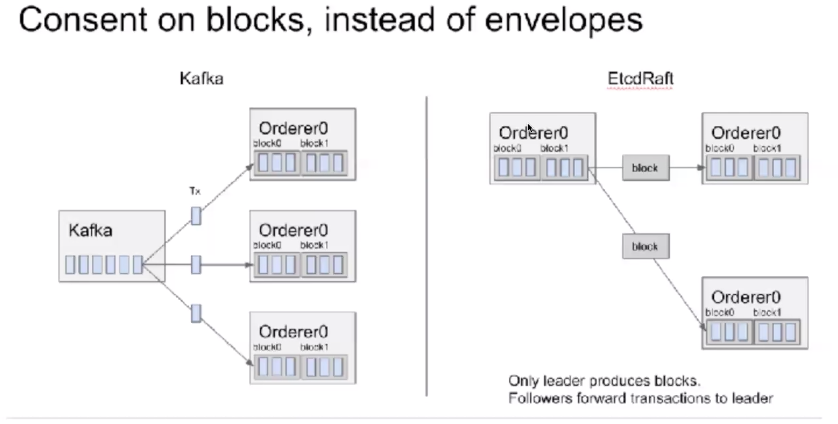 Consent on blocks, instead of envelopes
Kafka
EtcdRaft
Orderer0
block0 block1
Tx
Kafka
Orderer0
block0 block1
Orderer0
block0 block1
Orderer0
block0 block1
block
Orderer0
block0 block1
block
Orderer0
block0 block1
Only leader produces blocks.
Followers forward transactions to leader